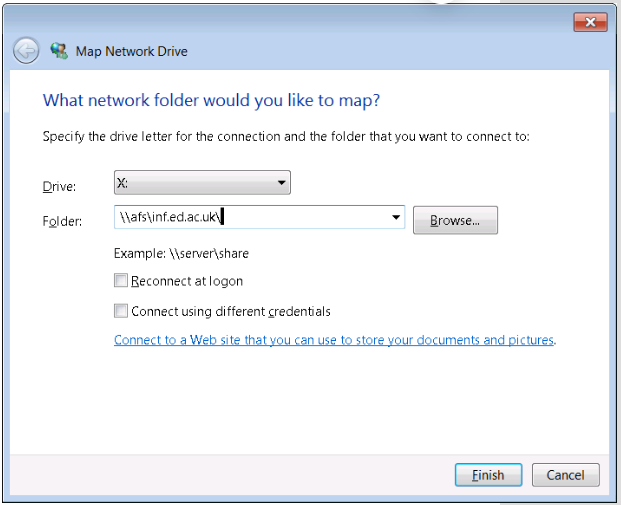 Map Network Drive
What network folder would you like to map?
Specify the drive letter for the connection and the folder that you want to connect to:
Drive: X:
Folder: \\afs\inf.ed.ac.uk\ Browse...
Example: \\server\share
Reconnect at logon
Connect using different credentials
Connect to a Web site that you can use to store your documents and pictures.
Finish Cancel